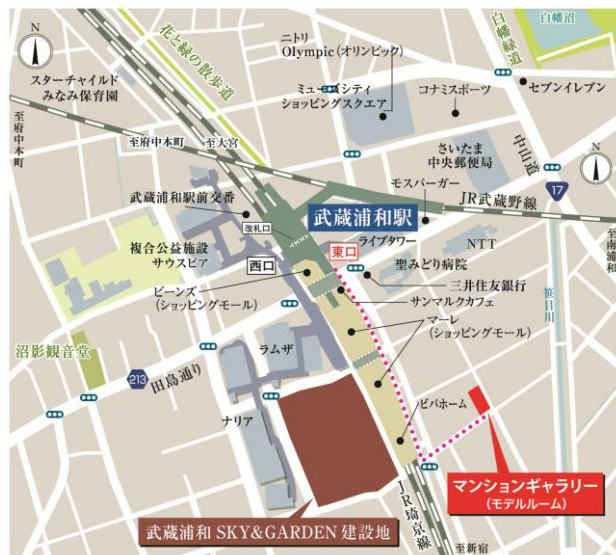 N
花と緑の散歩道
スターチャイルド
みなみ保育園
至府中本町
至府中本町
至大宮
ニトリ
Olympic（オリンピック）
ミューズシティ
ショッピングスクエア
コナミスポーツ
白幡沼
白幡緑道
セブンイレブン
中山道
さいたま
中央郵便局
N
17
モスバーガー
JR武蔵野線
至南浦和
武蔵浦和駅前交番
改札口
武蔵浦和駅
複合公益施設
サウスピア
西口
東口
ライブタワー
NTT
聖みどり病院
三井住友銀行
笹目川
ビーンズ
（ショッピングモール）
サンマルクカフェ
マーレ
（ショッピングモール）
沼影観音堂
213
田島通り
ラムザ
ナリア
ビバホーム
マンションギャラリー
（モデルルーム）
武蔵浦和 SKY&GARDEN 建設地
JR埼京線
至新宿